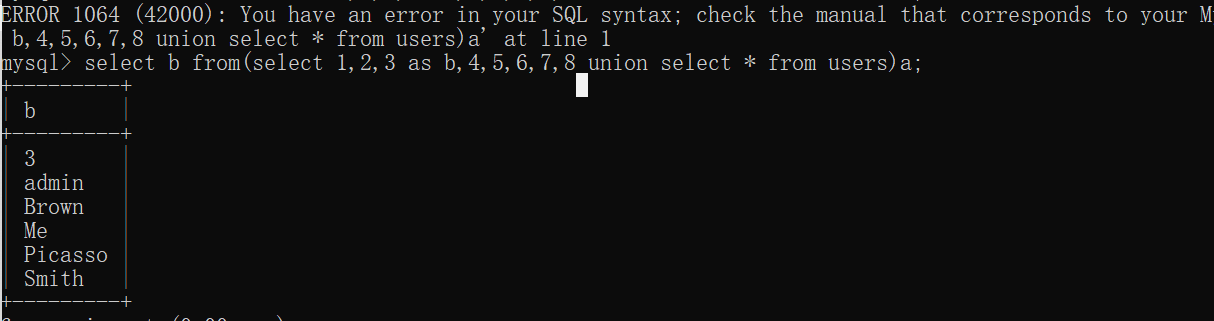 ERROR 1064 (42000): You have an error in your SQL syntax; check the manual that corresponds to your
b,4,5,6,7,8 union select * from users)a' at line 1
mysql> select b from(select 1,2,3 as b,4,5,6,7,8 union select * from users)a;
+---------+
| b       |
+---------+
| 3       |
| admin   |
| Brown   |
| Me      |
| Picasso |
| Smith   |
+---------+